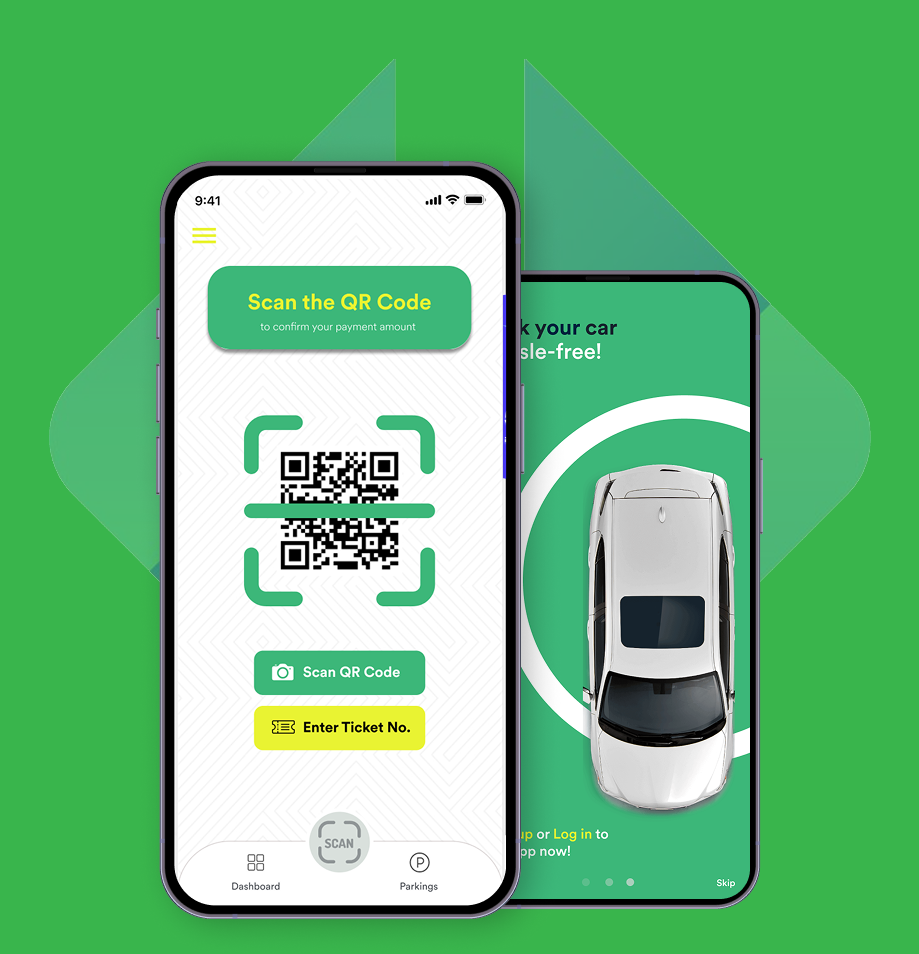 9:41
Scan the QR Code
to confirm your payment amount
k your car
sle-free!
Scan QR Code
Enter Ticket No.
SCAN
Dashboard
P
Parkings
up or Log in to
pp now!
Skip